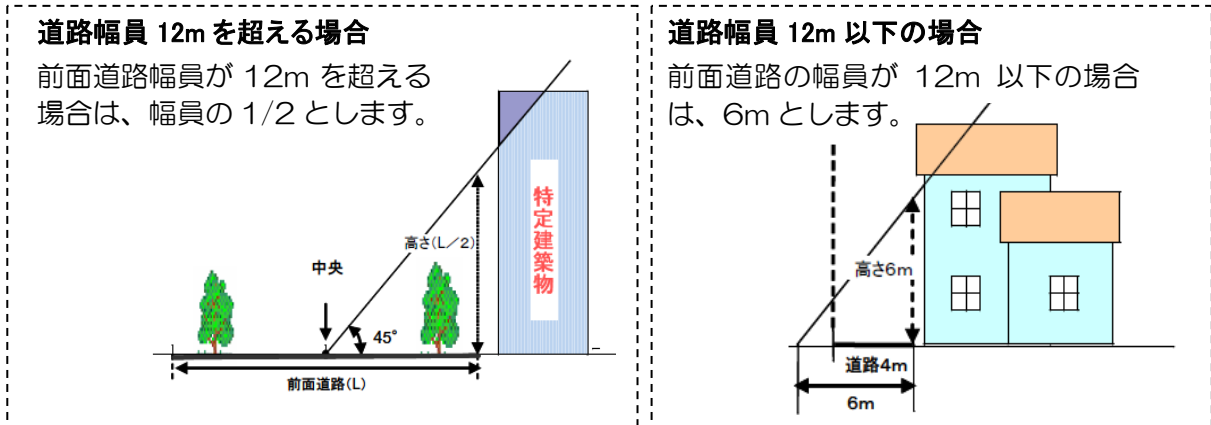 道路幅員 12m を超える場合
前面道路幅員が 12m を超える
場合は、幅員の 1/2 とします。
特定建築物
高さ(L/2)
中央
45°
前面道路(L)
道路幅員 12m 以下の場合
前面道路の幅員が 12m 以下の場合
は、6m とします。
高さ6m
道路4m
6m